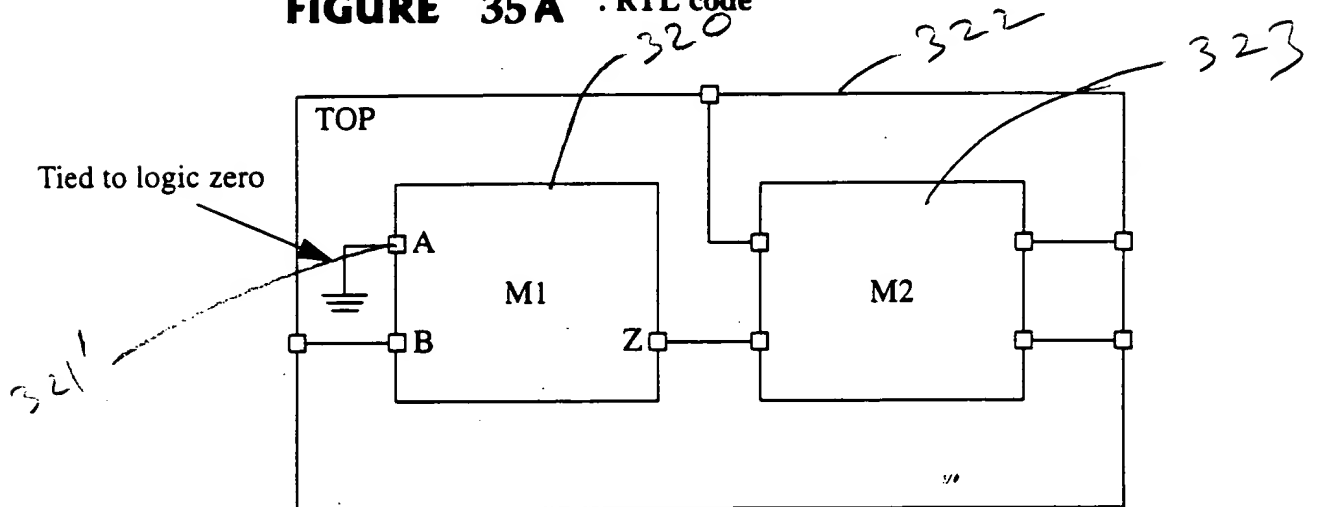 FIGURE 35A : RTL code
320
322
323
TOP
Tied to logic zero
A
M1
M2
B
Z
321'